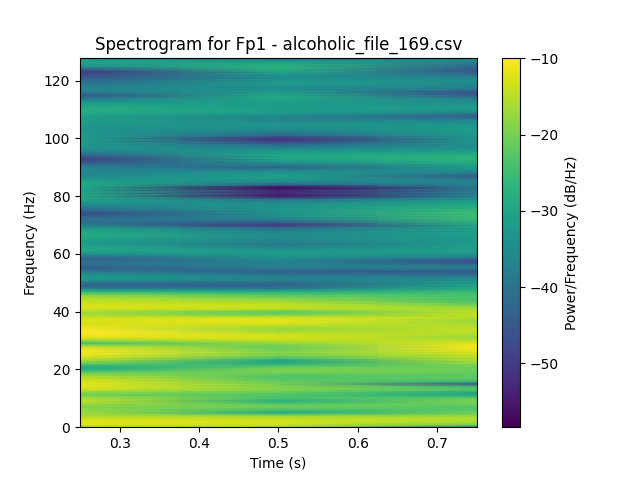 Spectrogram for Fp1 - alcoholic_file_169.csv
120
100
80
60
40
20
0
Frequency (Hz)
0.3 0.4 0.5 0.6 0.7
Time (s)
−10
−20
−30
−40
−50
Power/Frequency (dB/Hz)